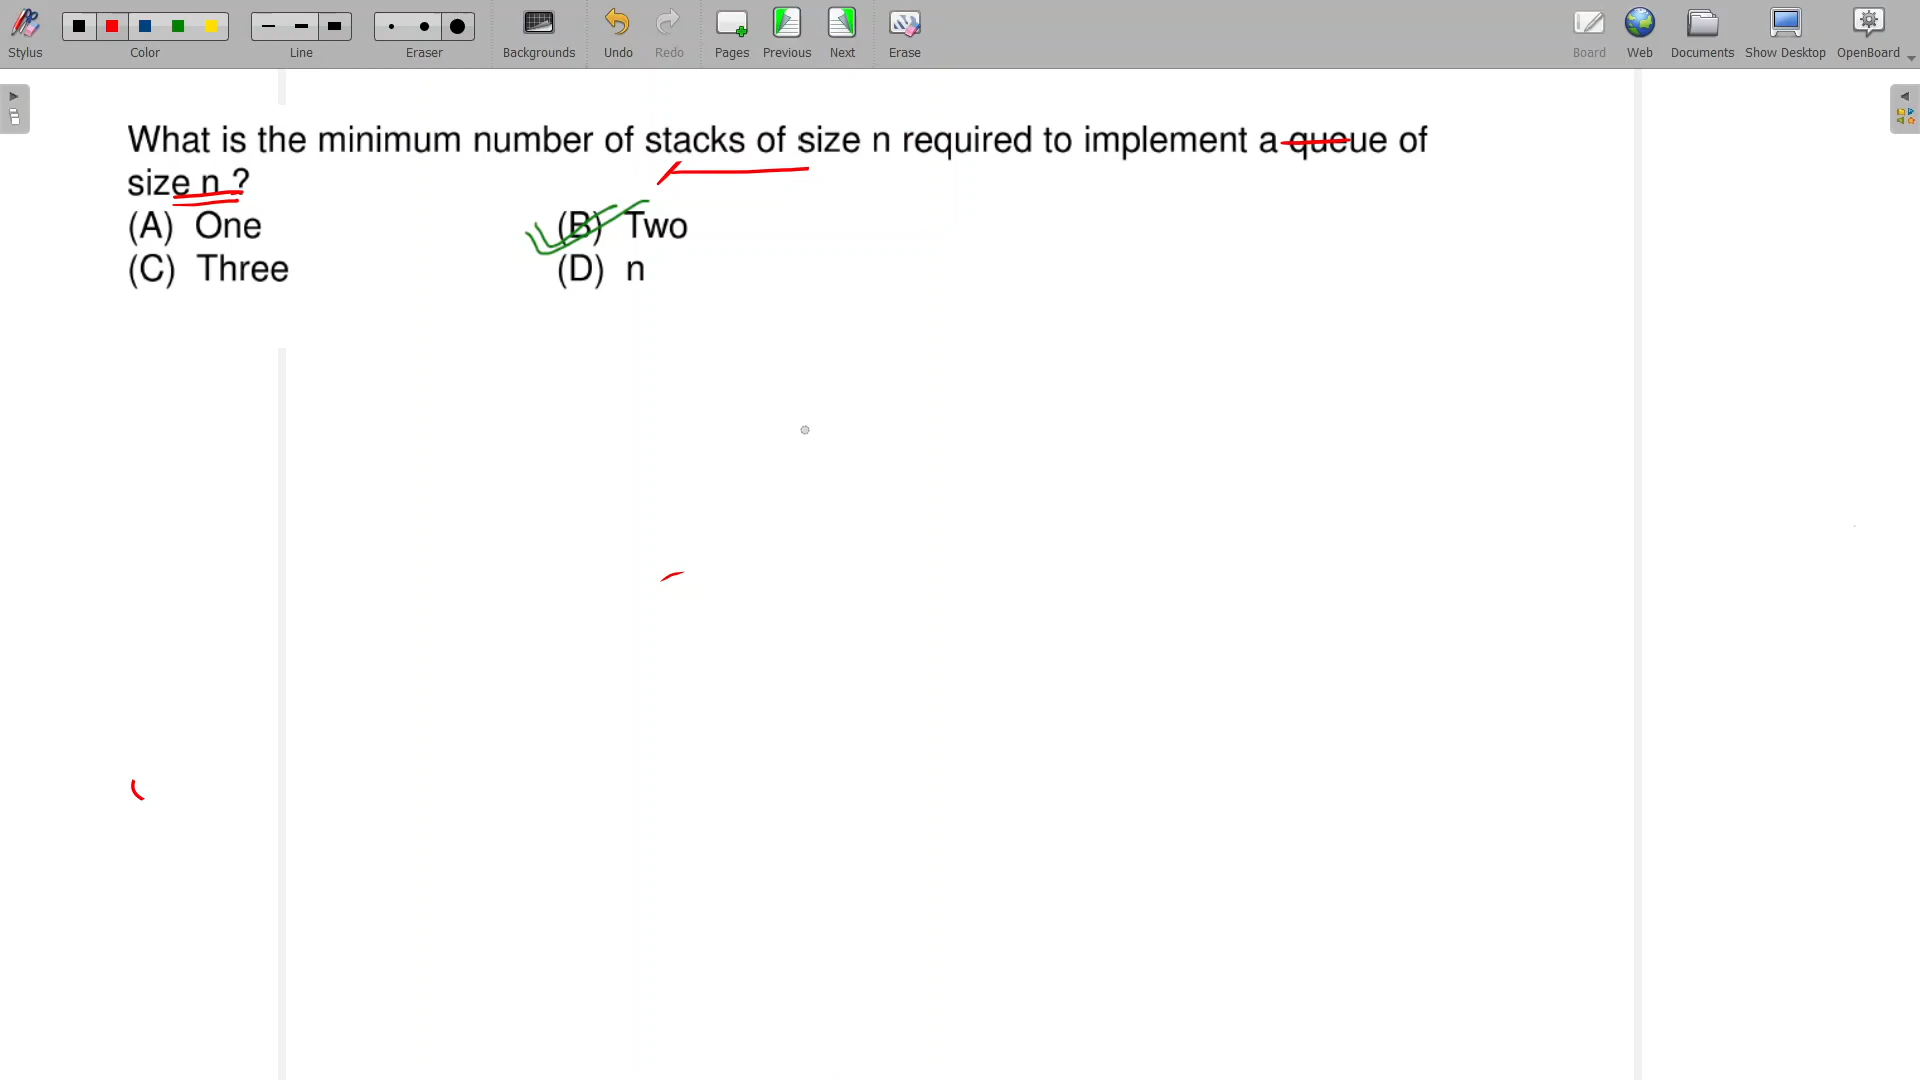 Stylus Color Line Eraser Backgrounds Undo Redo Pages Previous Next Erase Board Web Documents Show Desktop OpenBoard
What is the minimum number of stacks of size n required to implement a queue of
size n ?
(A) One (B) Two
(C) Three (D) n